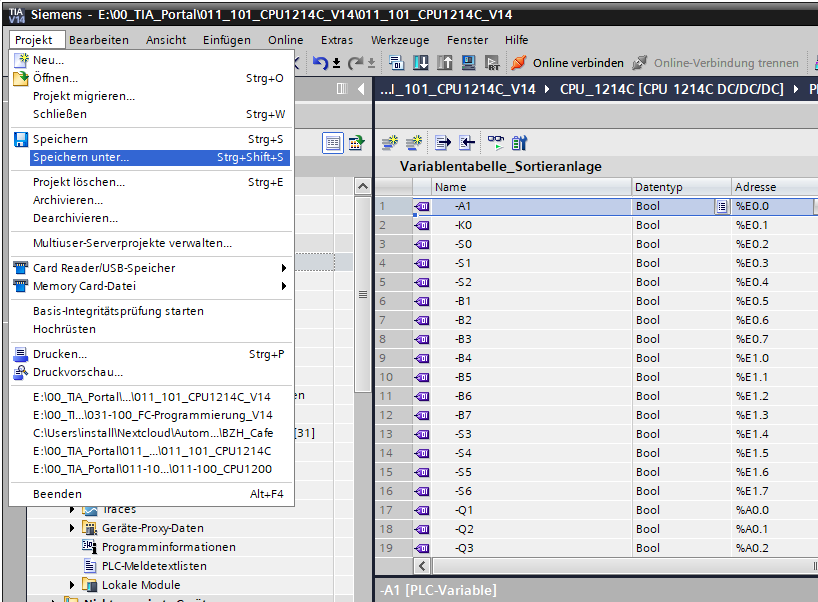 TIA V14 Siemens - E:\00_TIA_Portal\011_101_CPU1214C_V14\011_101_CPU1214C_V14
Projekt Bearbeiten Ansicht Einfügen Online Extras Werkzeuge Fenster Hilfe
Neu...
Öffnen... Strg+O
Projekt migrieren...
Schließen Strg+W
Speichern Strg+S
Speichern unter... Strg+Shift+S
Projekt löschen... Strg+E
Archivieren...
Dearchivieren...
Multiuser-Serverprojekte verwalten...
Card Reader/USB-Speicher
Memory Card-Datei
Basis-Integritätsprüfung starten
Hochrüsten
Drucken... Strg+P
Druckvorschau...
E:\00_TIA_Portal\...\011_101_CPU1214C_V14
E:\00_TI...\031-100_FC-Programmierung_V14
C:\Users\install\Nextcloud\Autom...\BZH_Cafe
E:\00_TIA_Portal\011_...\011_101_CPU1214C
E:\00_TIA_Portal\011-10...\011-100_CPU1200
Beenden Alt+F4
en
[31]
Traces
Geräte-Proxy-Daten
Programminformationen
PLC-Meldetextlisten
Lokale Module
Online verbinden Online-Verbindung trennen
...l_101_CPU1214C_V14 CPU_1214C [CPU 1214C DC/DC/DC]
Variablentabelle_Sortieranlage
Name Datentyp Adresse
1 -A1 Bool %E0.0
2 -K0 Bool %E0.1
3 -S0 Bool %E0.2
4 -S1 Bool %E0.3
5 -S2 Bool %E0.4
6 -B1 Bool %E0.5
7 -B2 Bool %E0.6
8 -B3 Bool %E0.7
9 -B4 Bool %E1.0
10 -B5 Bool %E1.1
11 -B6 Bool %E1.2
12 -B7 Bool %E1.3
13 -S3 Bool %E1.4
14 -S4 Bool %E1.5
15 -S5 Bool %E1.6
16 -S6 Bool %E1.7
17 -Q1 Bool %A0.0
18 -Q2 Bool %A0.1
19 -Q3 Bool %A0.2
-A1 [PLC-Variable]